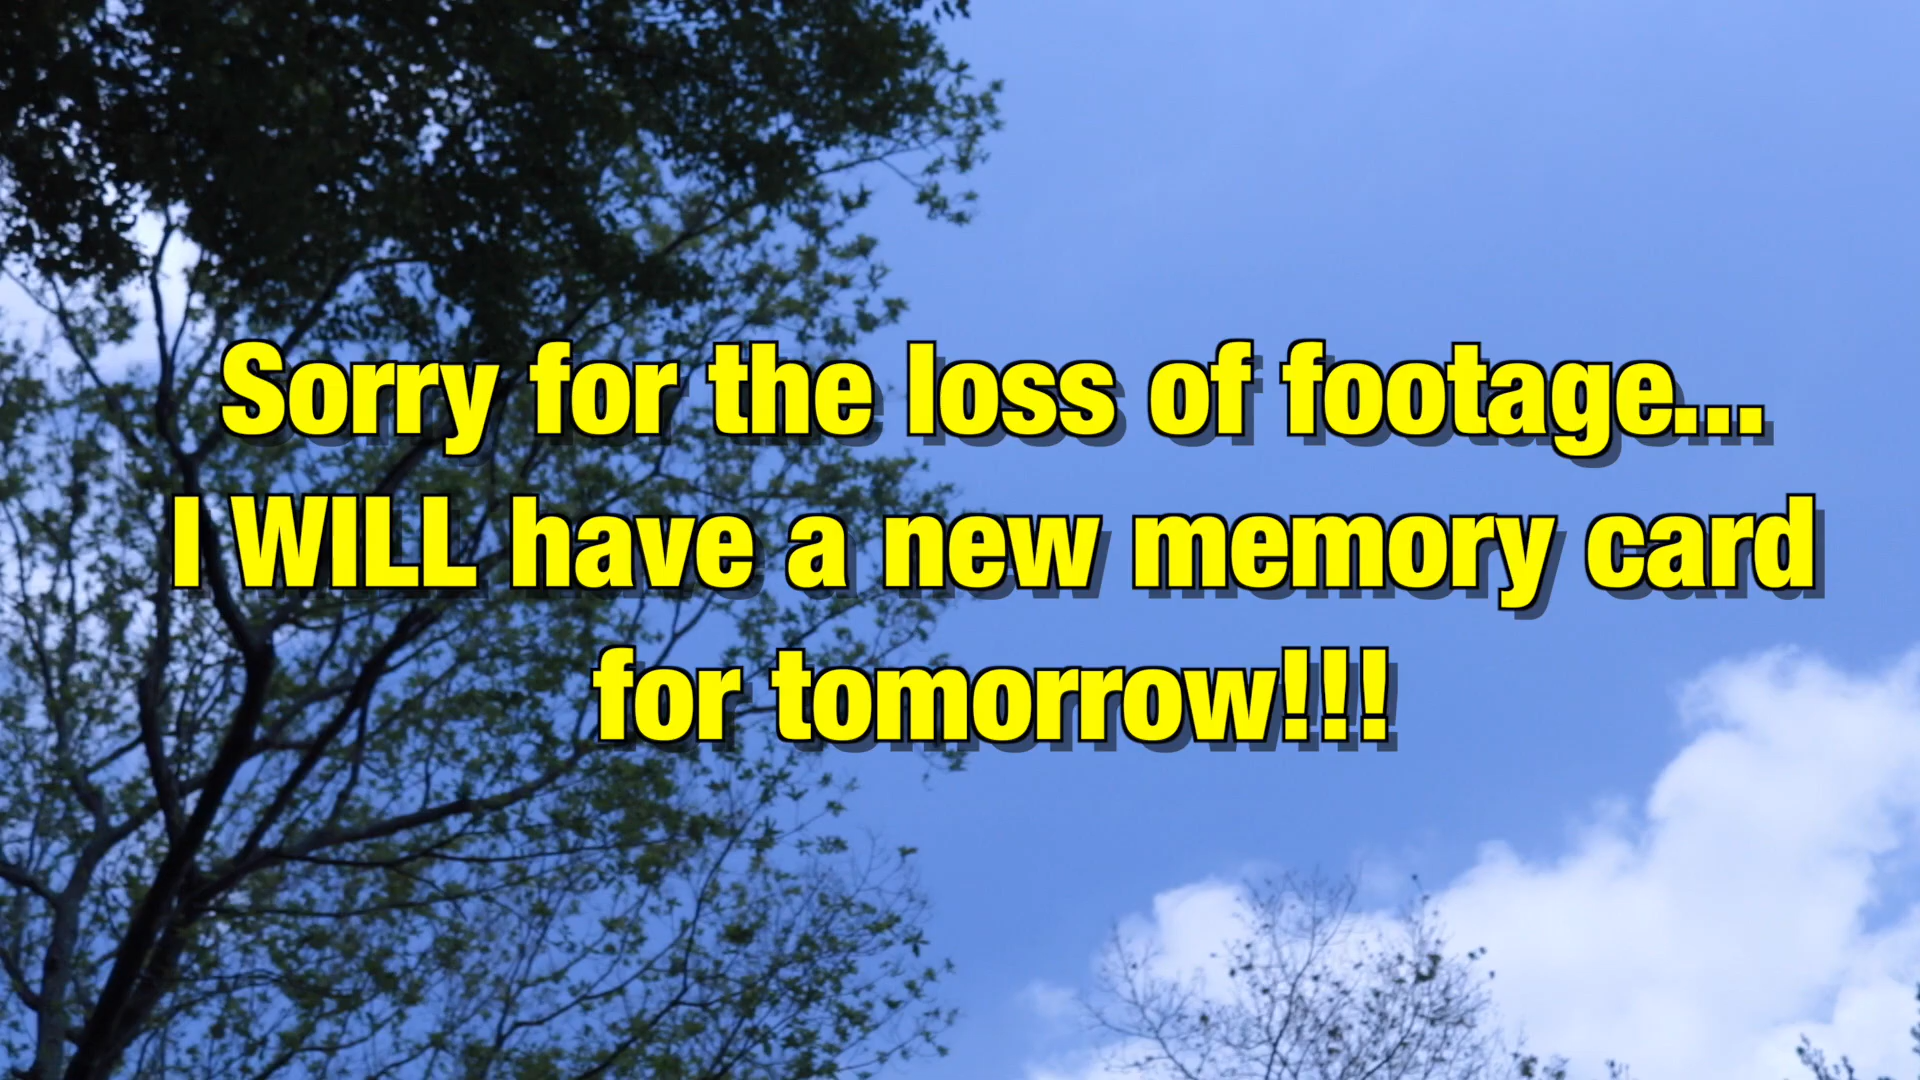 Sorry for the loss of footage...
I WILL have a new memory card
for tomorrow!!!